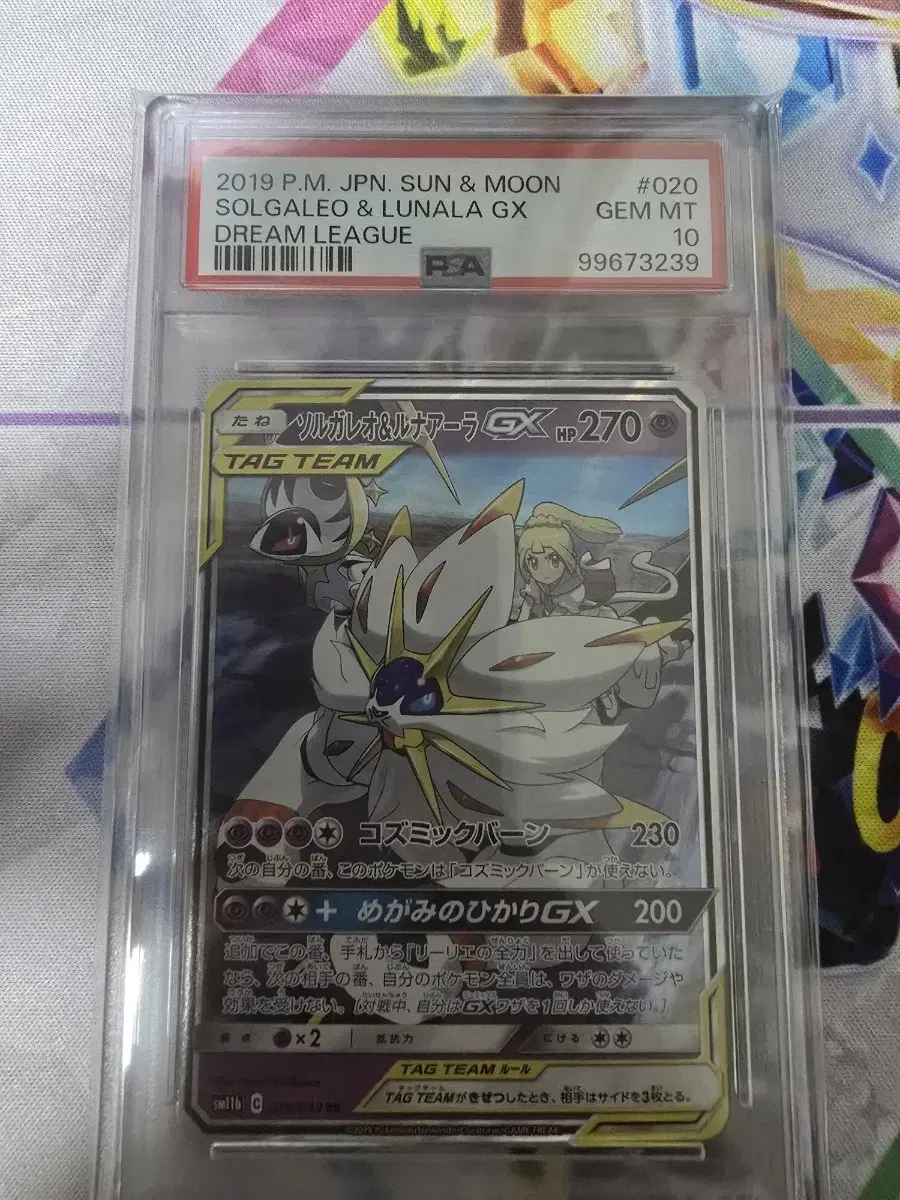 2019 P.M. JPN. SUN & MOON #020
SOLGALEO & LUNALA GX GEM MT
DREAM LEAGUE 10
PSA 99673239
たね ソルガレオ&ルナアーラGX HP270
TAG TEAM
コズミックバーン 230
次の自分の番、このポケモンは「コズミックバーン」が使えない。
+ めがみのひかりGX 200
追加でこの番、手札から「リーリエの全力」を出して使っていた
なら、次の相手の番、自分のポケモン全員は、ワザのダメージや
効果を受けない。[対戦中、自分はGXワザを1回しか使えない。]
弱点 ×2 抵抗力 にげる
TAG TEAM ルール
TAG TEAMがきぜつしたとき、相手はサイドを3枚とる。
sm11b C
©2019 Pokémon/Nintendo/Creatures/GAME FREAK